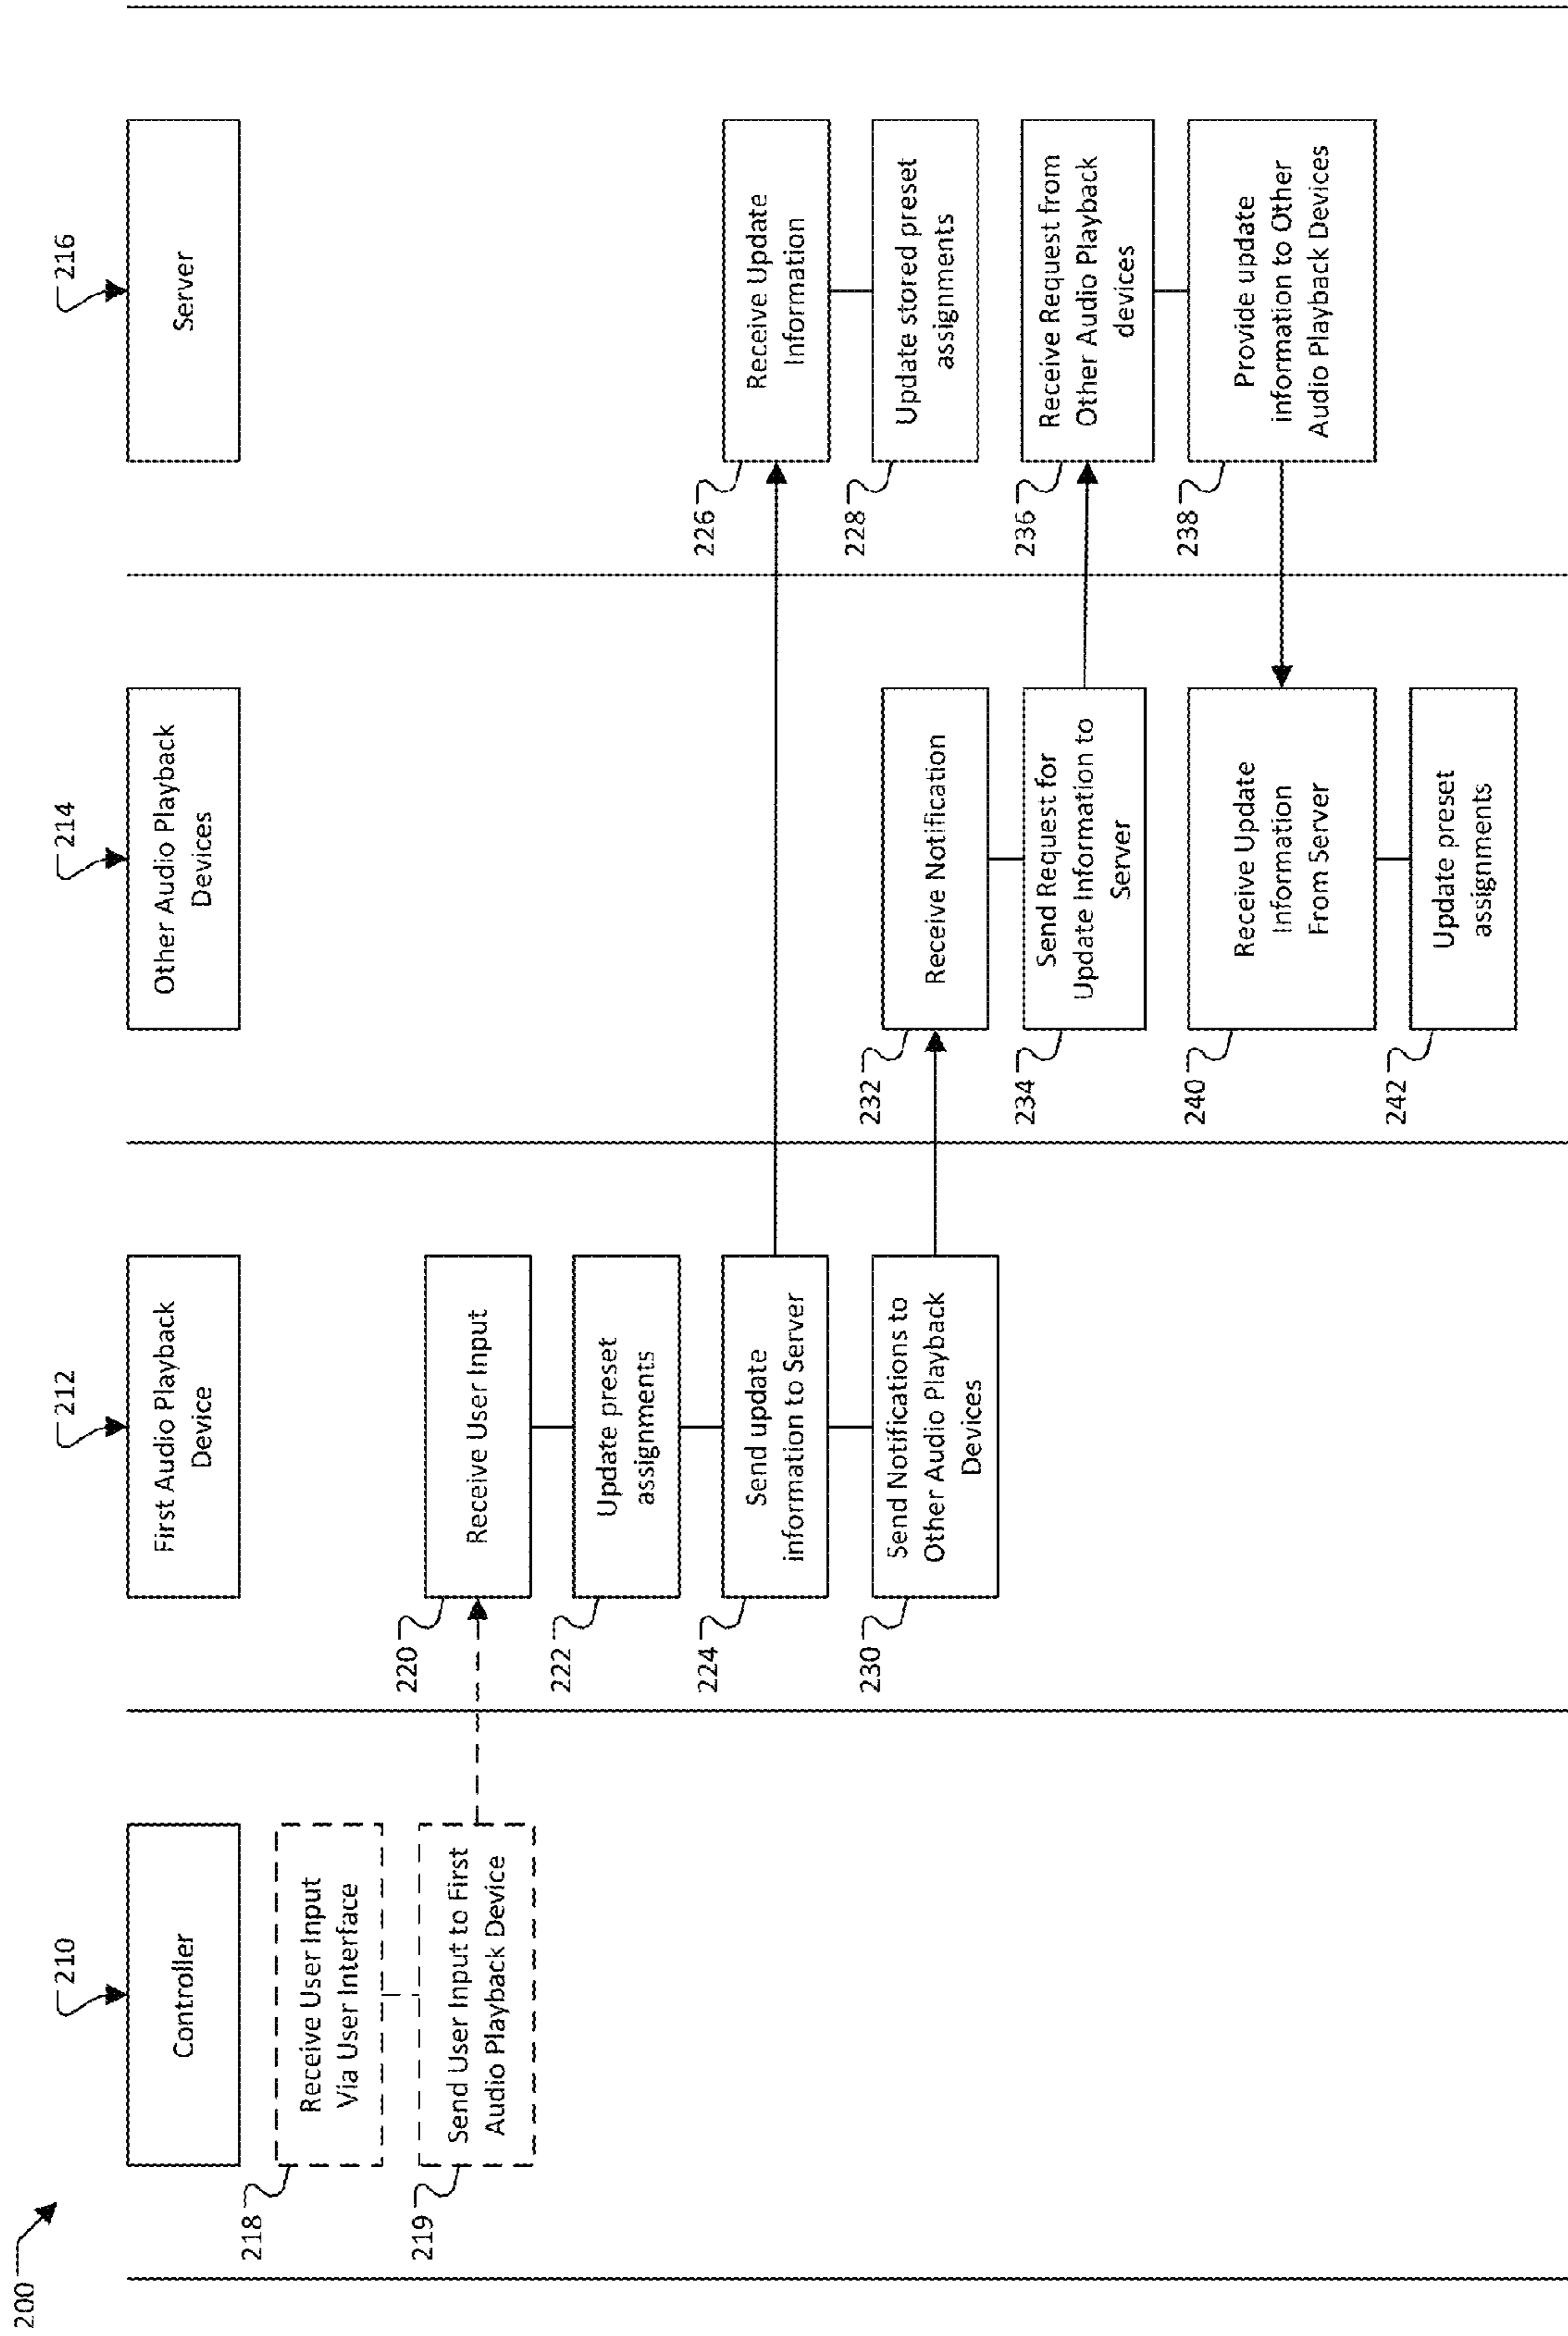 200
210
Controller
212
First Audio Playback
Device
214
Other Audio Playback
Devices
216
Server
218
Receive User Input
Via User Interface
219
Send User Input to First
Audio Playback Device
220
Receive User Input
222
Update preset
assignments
224
Send update
information to Server
226
Receive Update
Information
228
Update stored preset
assignments
230
Send Notifications to
Other Audio Playback
Devices
232
Receive Notification
234
Send Request for
Update Information to
Server
236
Receive Request from
Other Audio Playback
devices
238
Provide update
information to Other
Audio Playback Devices
240
Receive Update
Information
From Server
242
Update preset
assignments